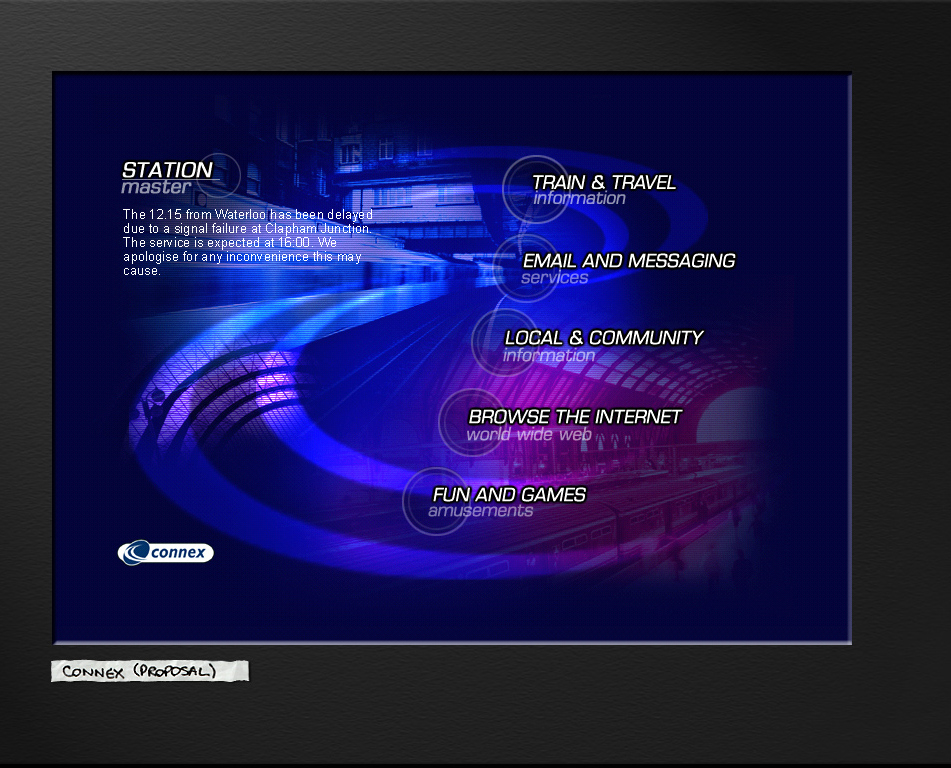 STATION
master
The 12.15 from Waterloo has been delayed
due to a signal failure at Clapham Junction.
The service is expected at 16:00. We
apologise for any inconvenience this may
cause.
TRAIN & TRAVEL
information
EMAIL AND MESSAGING
services
LOCAL & COMMUNITY
information
BROWSE THE INTERNET
world wide web
FUN AND GAMES
amusements
connex
CONNEX (PROPOSAL)